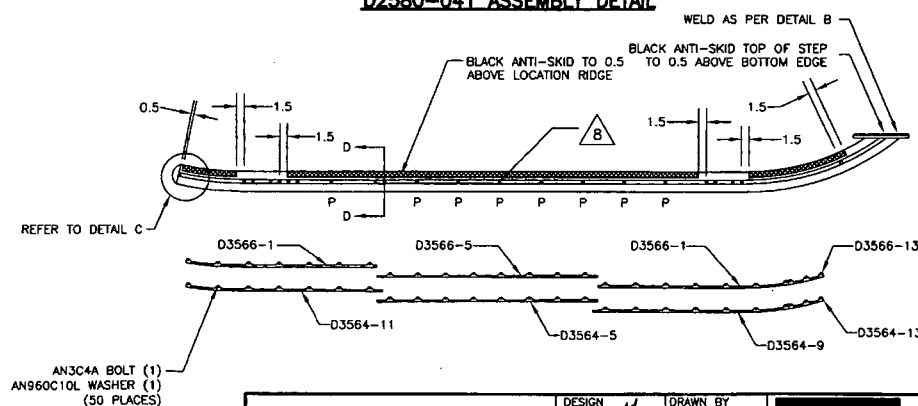 D2580-041 ASSEMBLY DETAIL
WELD AS PER DETAIL B
BLACK ANTI-SKID TOP OF STEP
TO 0.5 ABOVE BOTTOM EDGE
BLACK ANTI-SKID TO 0.5
ABOVE LOCATION RIDGE
0.5
1.5
1.5
8
1.5
1.5
1.5
D
D
P
P
P
P
P
P
P
P
REFER TO DETAIL C
D3566-1
D3566-5
D3566-1
D3566-13
D3564-11
D3564-5
D3564-9
D3564-13
AN3C4A BOLT (1)
AN960C10L WASHER (1)
(50 PLACES)
DESIGN
DRAWN BY